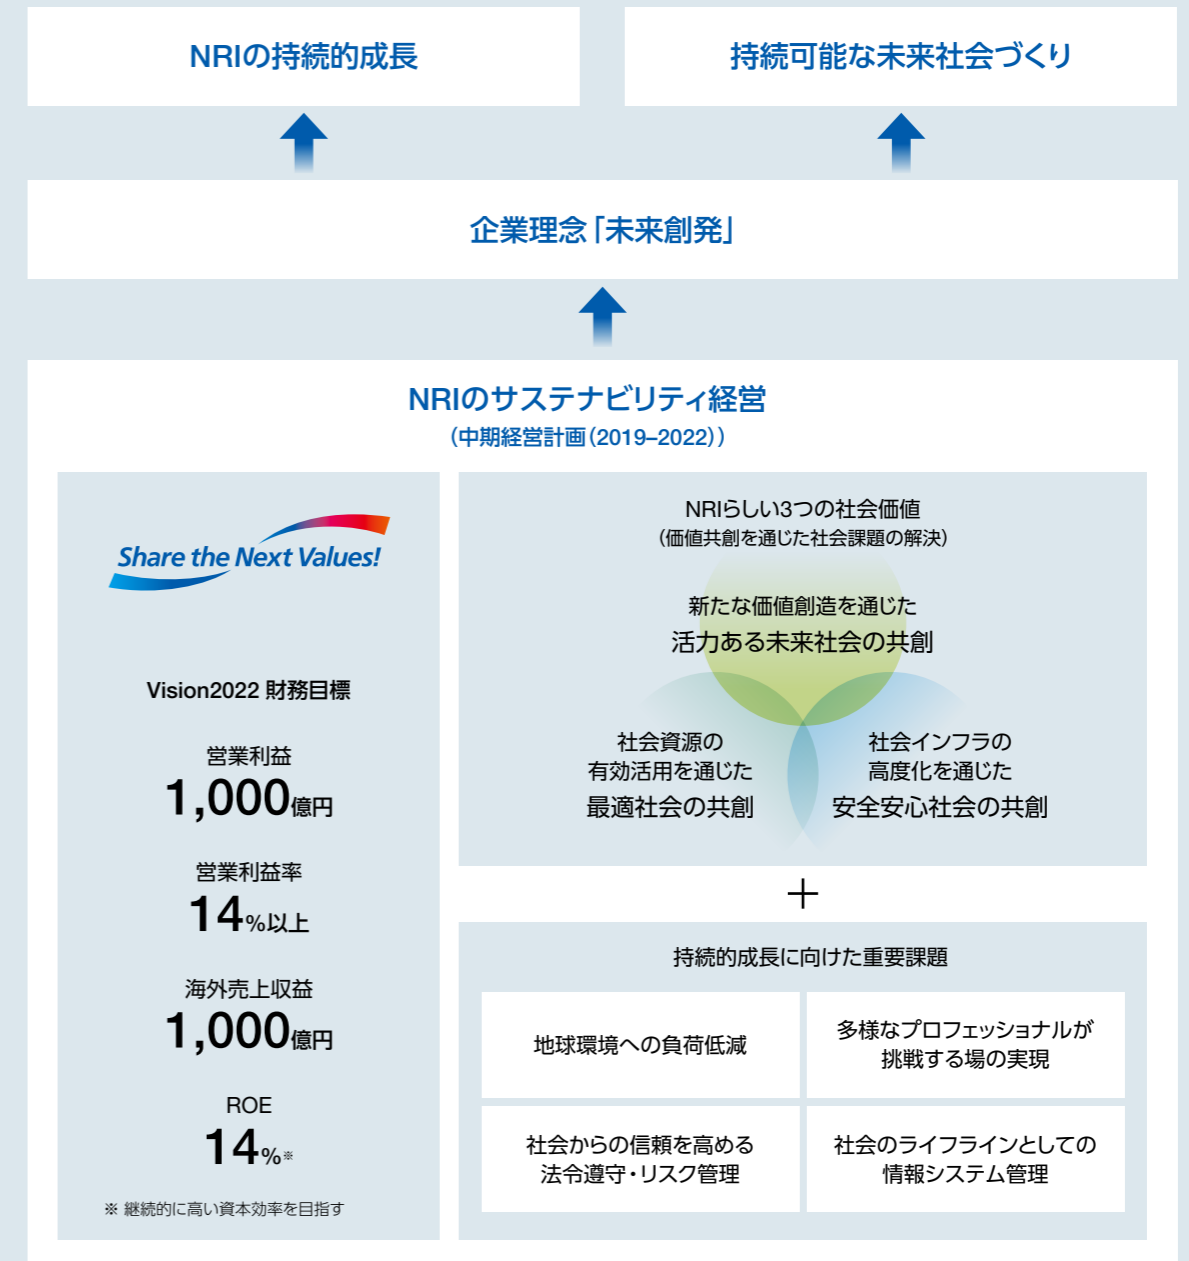 NRIの持続的成長
持続可能な未来社会づくり
企業理念「未来創発」
NRIのサステナビリティ経営
（中期経営計画（2019–2022））
Share the Next Values!
Vision2022 財務目標
営業利益
1,000億円
営業利益率
14%以上
海外売上収益
1,000億円
ROE
14%※
※ 継続的に高い資本効率を目指す
NRIらしい3つの社会価値
（価値共創を通じた社会課題の解決）
新たな価値創造を通じた
活力ある未来社会の共創
社会資源の
有効活用を通じた
最適社会の共創
社会インフラの
高度化を通じた
安全安心社会の共創
＋
持続的成長に向けた重要課題
地球環境への負荷低減
多様なプロフェッショナルが
挑戦する場の実現
社会からの信頼を高める
法令遵守・リスク管理
社会のライフラインとしての
情報システム管理